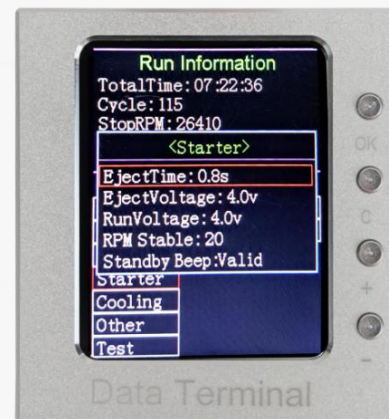 Run Information
TotalTime: 07:22:36
Cycle: 115
StopRPM: 26410
<Starter>
EjectTime: 0.8s
EjectVoltage: 4.0v
RunVoltage: 4.0v
RPM Stable: 20
Standby Beep:Valid
Starter
Cooling
Other
Test
OK
C
+
-
Data Terminal